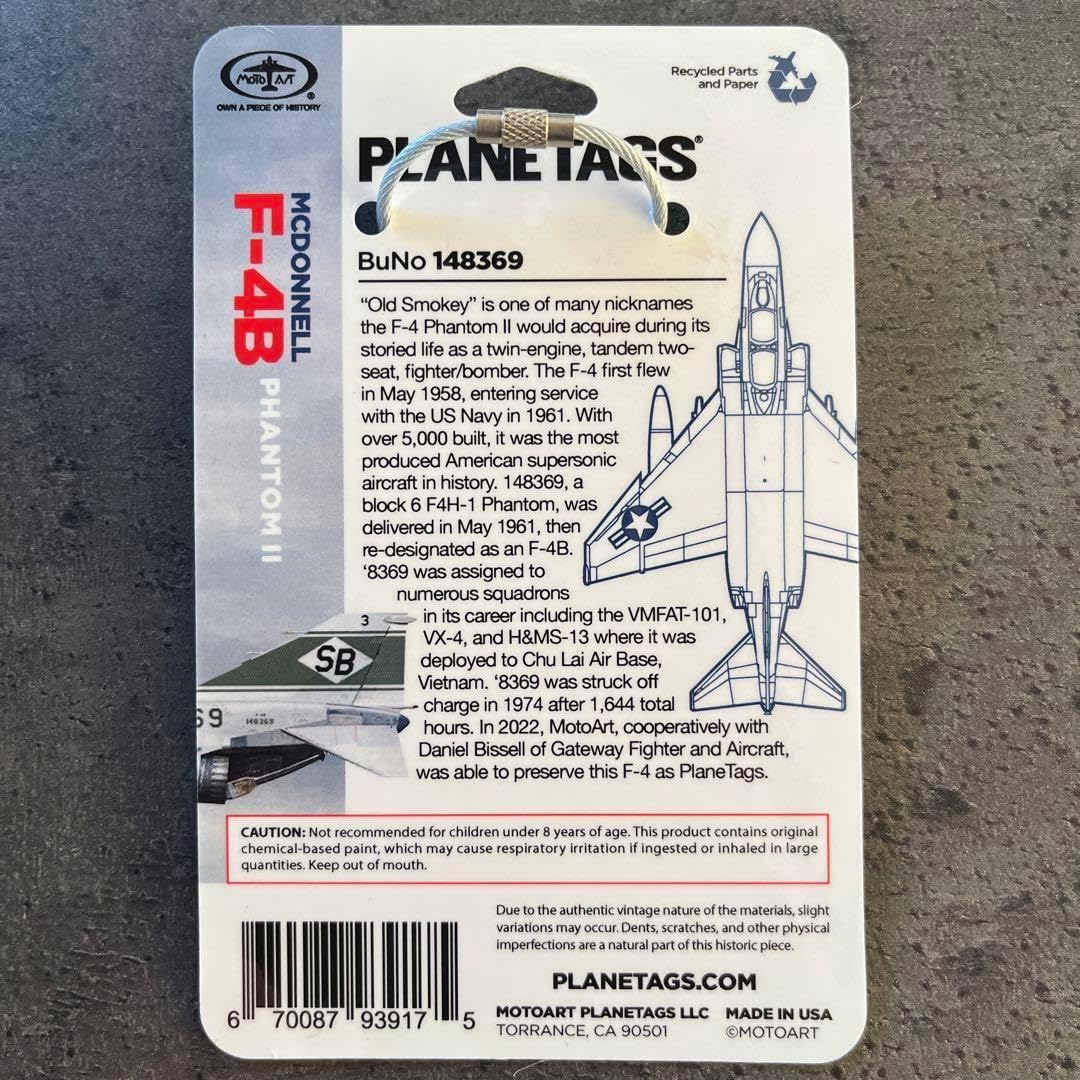 MOTO ART
OWN A PIECE OF HISTORY
Recycled Parts
and Paper
PLANETAGS®
MCDONNELL
F-4B
PHANTOM II
BuNo 148369
“Old Smokey” is one of many nicknames
the F-4 Phantom II would acquire during its
storied life as a twin-engine, tandem two-
seat, fighter/bomber. The F-4 first flew
in May 1958, entering service
with the US Navy in 1961. With
over 5,000 built, it was the most
produced American supersonic
aircraft in history. 148369, a
block 6 F4H-1 Phantom, was
delivered in May 1961, then
re-designated as an F-4B.
‘8369 was assigned to
numerous squadrons
in its career including the VMFAT-101,
VX-4, and H&MS-13 where it was
deployed to Chu Lai Air Base,
Vietnam. ‘8369 was struck off
charge in 1974 after 1,644 total
hours. In 2022, MotoArt, cooperatively with
Daniel Bissell of Gateway Fighter and Aircraft,
was able to preserve this F-4 as PlaneTags.
3
SB
69
148369
CAUTION: Not recommended for children under 8 years of age. This product contains original
chemical-based paint, which may cause respiratory irritation if ingested or inhaled in large
quantities. Keep out of mouth.
Due to the authentic vintage nature of the materials, slight
variations may occur. Dents, scratches, and other physical
imperfections are a natural part of this historic piece.
PLANETAGS.COM
MOTOART PLANETAGS LLC MADE IN USA
TORRANCE, CA 90501 ©MOTOART
6 70087 93917 5